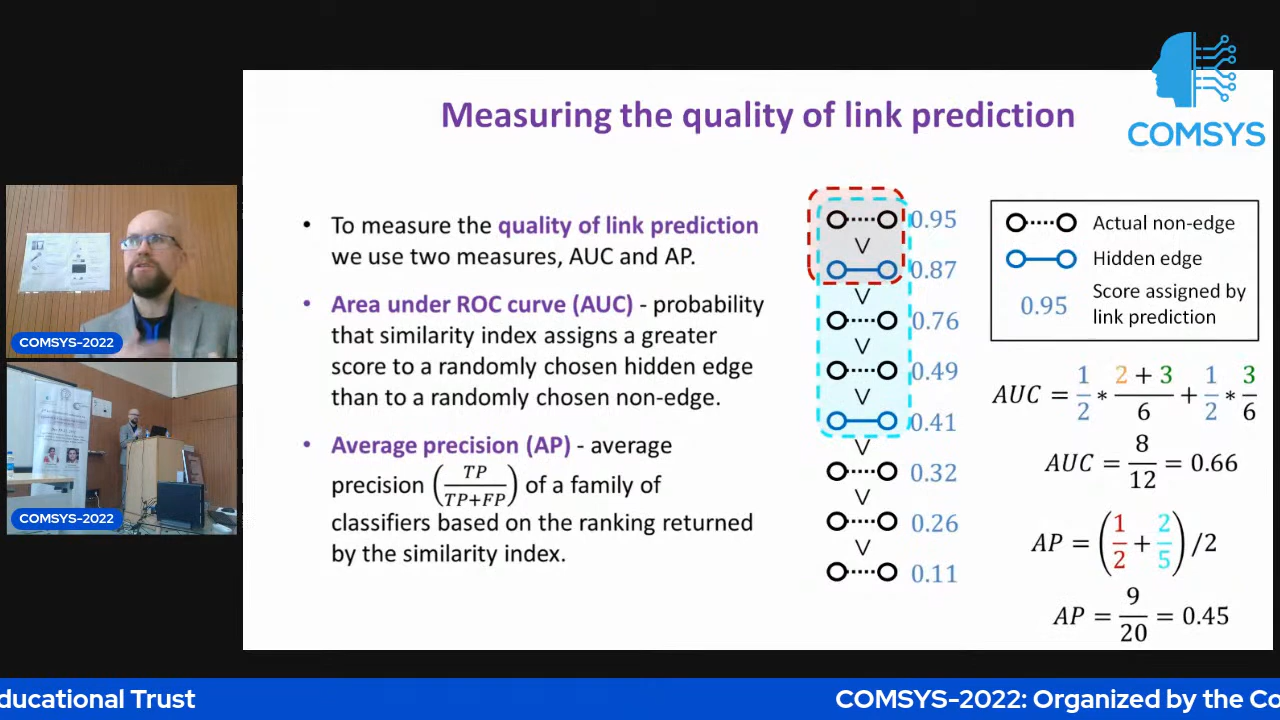 COMSYS
Measuring the quality of link prediction
• To measure the quality of link prediction
we use two measures, AUC and AP.
• Area under ROC curve (AUC) - probability
that similarity index assigns a greater
score to a randomly chosen hidden edge
than to a randomly chosen non-edge.
• Average precision (AP) - average
precision (TP/(TP+FP)) of a family of
classifiers based on the ranking returned
by the similarity index.
0.95
∨
0.87
∨
0.76
∨
0.49
∨
0.41
∨
0.32
∨
0.26
∨
0.11
Actual non-edge
Hidden edge
0.95 Score assigned by
link prediction
AUC = 1/2 * (2 + 3)/6 + 1/2 * 3/6
AUC = 8/12 = 0.66
AP = (1/2 + 2/5) /2
AP = 9/20 = 0.45
COMSYS-2022
COMSYS-2022
ducational Trust
COMSYS-2022: Organized by the Co